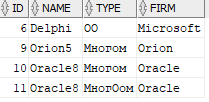 ID NAME TYPE FIRM
6 Delphi ОО Microsoft
9 Orion5 Многом Orion
10 Oracle8 Многом Oracle
11 Oracle8 МногОом Oracle